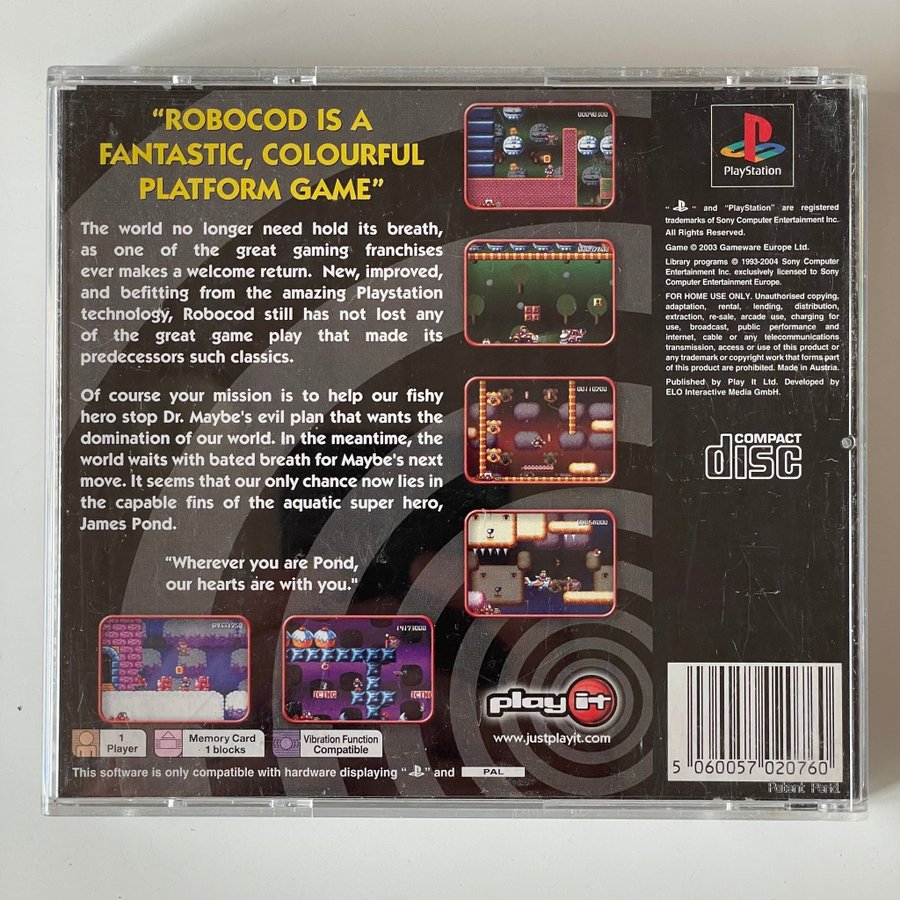 "ROBOCOD IS A
FANTASTIC, COLOURFUL
PLATFORM GAME"
The world no longer need hold its breath,
as one of the great gaming franchises
ever makes a welcome return. New, improved,
and befitting from the amazing Playstation
technology, Robocod still has not lost any
of the great game play that made its
predecessors such classics.
Of course your mission is to help our fishy
hero stop Dr. Maybe's evil plan that wants the
domination of our world. In the meantime, the
world waits with bated breath for Maybe's next
move. It seems that our only chance now lies in
the capable fins of the aquatic super hero,
James Pond.
"Wherever you are Pond,
our hearts are with you."
ICING
ICING
1
Player
Memory Card
1 blocks
Vibration Function
Compatible
This software is only compatible with hardware displaying " " and PAL
play it
www.justplayit.com
PlayStation
" " and "PlayStation" are registered
trademarks of Sony Computer Entertainment Inc.
All Rights Reserved.
Game © 2003 Gameware Europe Ltd.
Library programs © 1993-2004 Sony Computer
Entertainment Inc. exclusively licensed to Sony
Computer Entertainment Europe.
FOR HOME USE ONLY. Unauthorised copying,
adaptation, rental, lending, distribution,
extraction, re-sale, arcade use, charging for
use, broadcast, public performance and
internet, cable or any telecommunications
transmission, access or use of this product or
any trademark or copyright work that forms part
of this product are prohibited. Made in Austria.
Published by Play It Ltd. Developed by
ELO Interactive Media GmbH.
COMPACT
disc
5 060057 020760
Patent Pend.